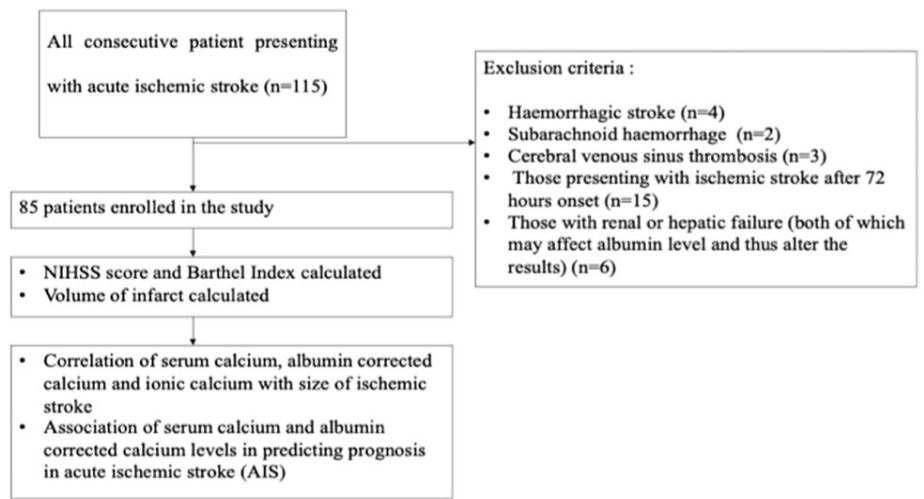 All consecutive patient presenting
with acute ischemic stroke (n=115)
Exclusion criteria :
• Haemorrhagic stroke (n=4)
• Subarachnoid haemorrhage (n=2)
• Cerebral venous sinus thrombosis (n=3)
• Those presenting with ischemic stroke after 72
hours onset (n=15)
• Those with renal or hepatic failure (both of which
may affect albumin level and thus alter the
results) (n=6)
85 patients enrolled in the study
• NIHSS score and Barthel Index calculated
• Volume of infarct calculated
• Correlation of serum calcium, albumin corrected
calcium and ionic calcium with size of ischemic
stroke
• Association of serum calcium and albumin
corrected calcium levels in predicting prognosis
in acute ischemic stroke (AIS)